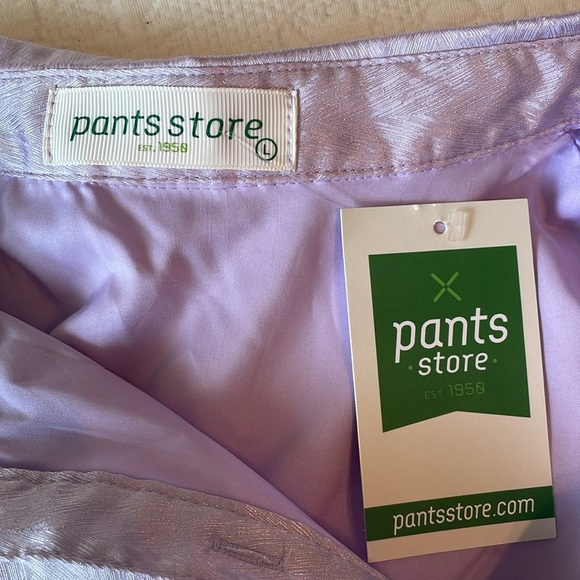 pants store
EST. 1950
L
pants
·store·
EST 1950
pantsstore.com